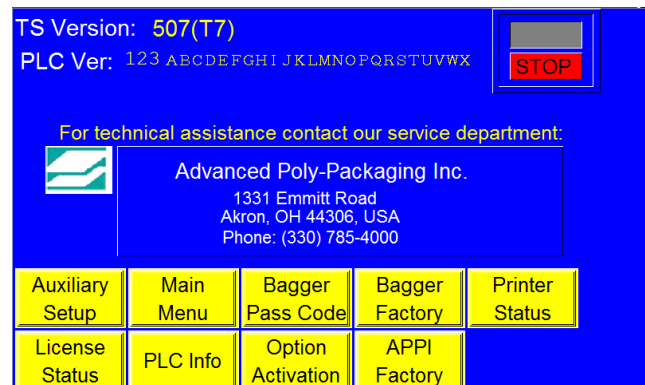 TS Version: 507(T7)
PLC Ver: 123 ABCDEFGHIJKLMNOPQRSTUVWX
STOP
For technical assistance contact our service department:
Advanced Poly-Packaging Inc.
1331 Emmitt Road
Akron, OH 44306, USA
Phone: (330) 785-4000
Auxiliary Setup
Main Menu
Bagger Pass Code
Bagger Factory
Printer Status
License Status
PLC Info
Option Activation
APPI Factory